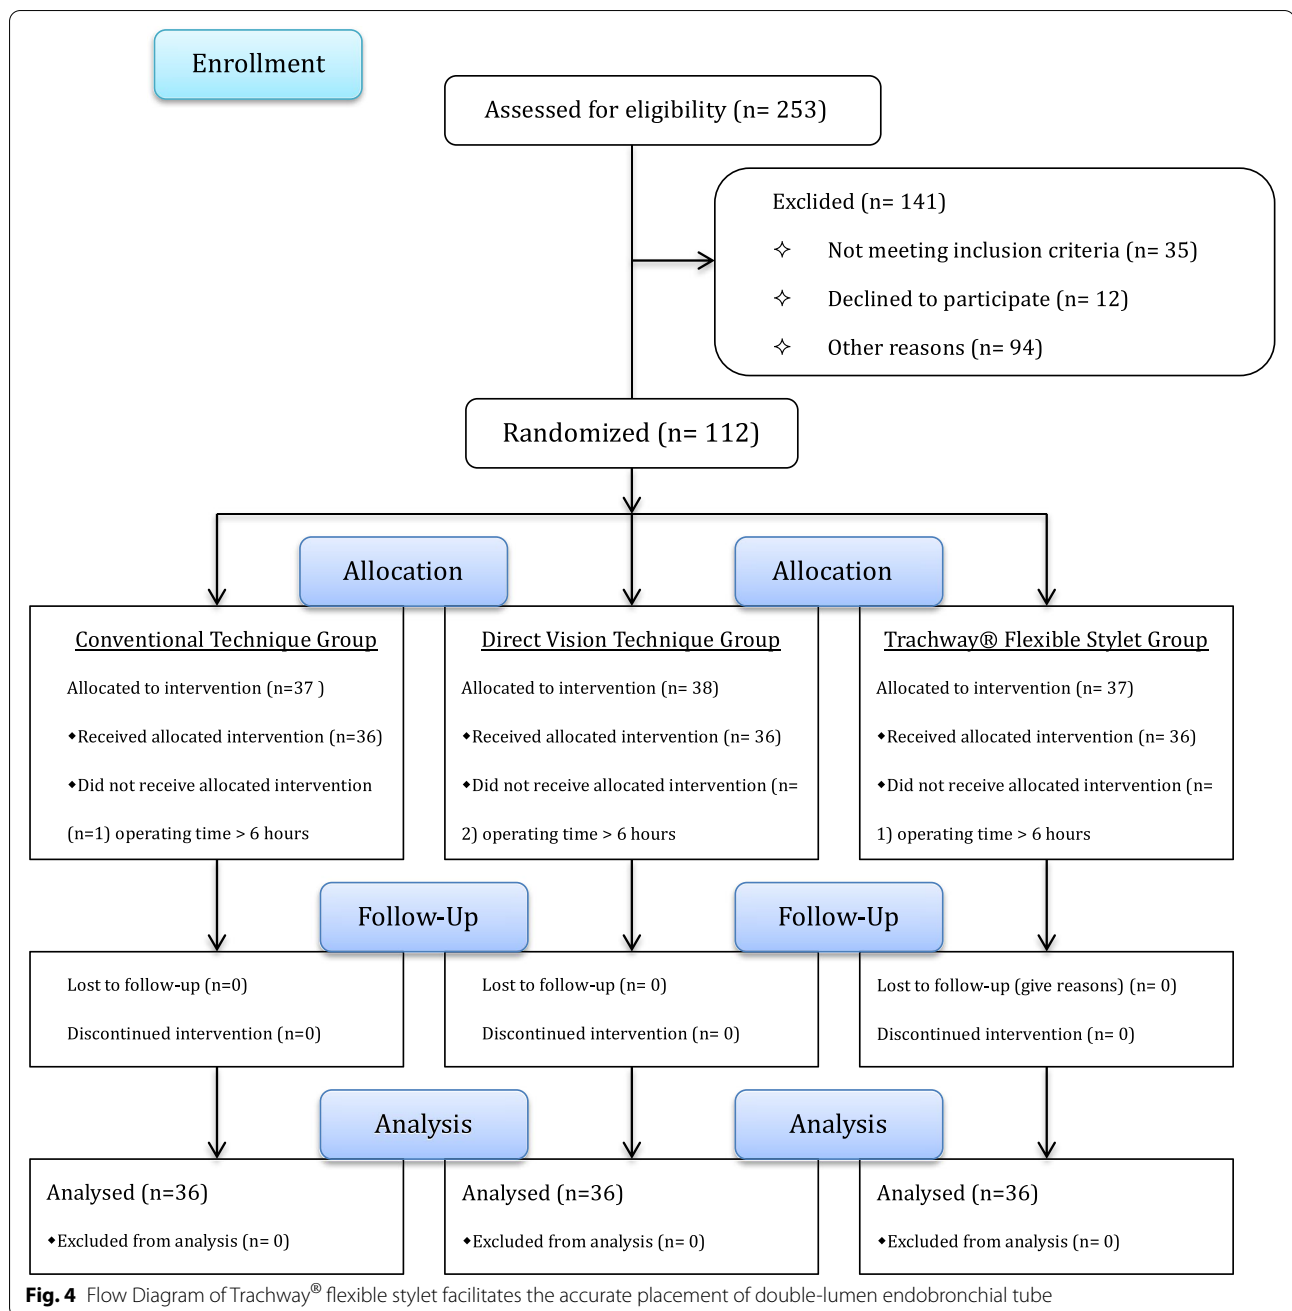 Enrollment
Assessed for eligibility (n= 253)
Exclided (n= 141)
✧ Not meeting inclusion criteria (n= 35)
✧ Declined to participate (n= 12)
✧ Other reasons (n= 94)
Randomized (n= 112)
Allocation
Allocation
Conventional Technique Group
Allocated to intervention (n=37 )
◆Received allocated intervention (n=36)
◆Did not receive allocated intervention
(n=1) operating time > 6 hours
Direct Vision Technique Group
Allocated to intervention (n= 38)
◆Received allocated intervention (n= 36)
◆Did not receive allocated intervention (n=
2) operating time > 6 hours
Trachway® Flexible Stylet Group
Allocated to intervention (n= 37)
◆Received allocated intervention (n= 36)
◆Did not receive allocated intervention (n=
1) operating time > 6 hours
Follow-Up
Follow-Up
Lost to follow-up (n=0)
Discontinued intervention (n=0)
Lost to follow-up (n= 0)
Discontinued intervention (n= 0)
Lost to follow-up (give reasons) (n= 0)
Discontinued intervention (n= 0)
Analysis
Analysis
Analysed (n=36)
◆Excluded from analysis (n= 0)
Analysed (n=36)
◆Excluded from analysis (n= 0)
Analysed (n=36)
◆Excluded from analysis (n= 0)
Fig. 4 Flow Diagram of Trachway® flexible stylet facilitates the accurate placement of double-lumen endobronchial tube